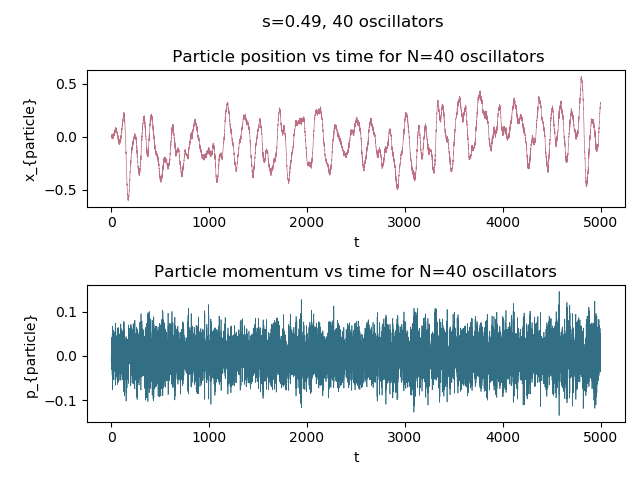 s=0.49, 40 oscillators
Particle position vs time for N=40 oscillators
0.5
0.0
−0.5
x_{particle}
0 1000 2000 3000 4000 5000
t
Particle momentum vs time for N=40 oscillators
0.1
0.0
−0.1
p_{particle}
0 1000 2000 3000 4000 5000
t